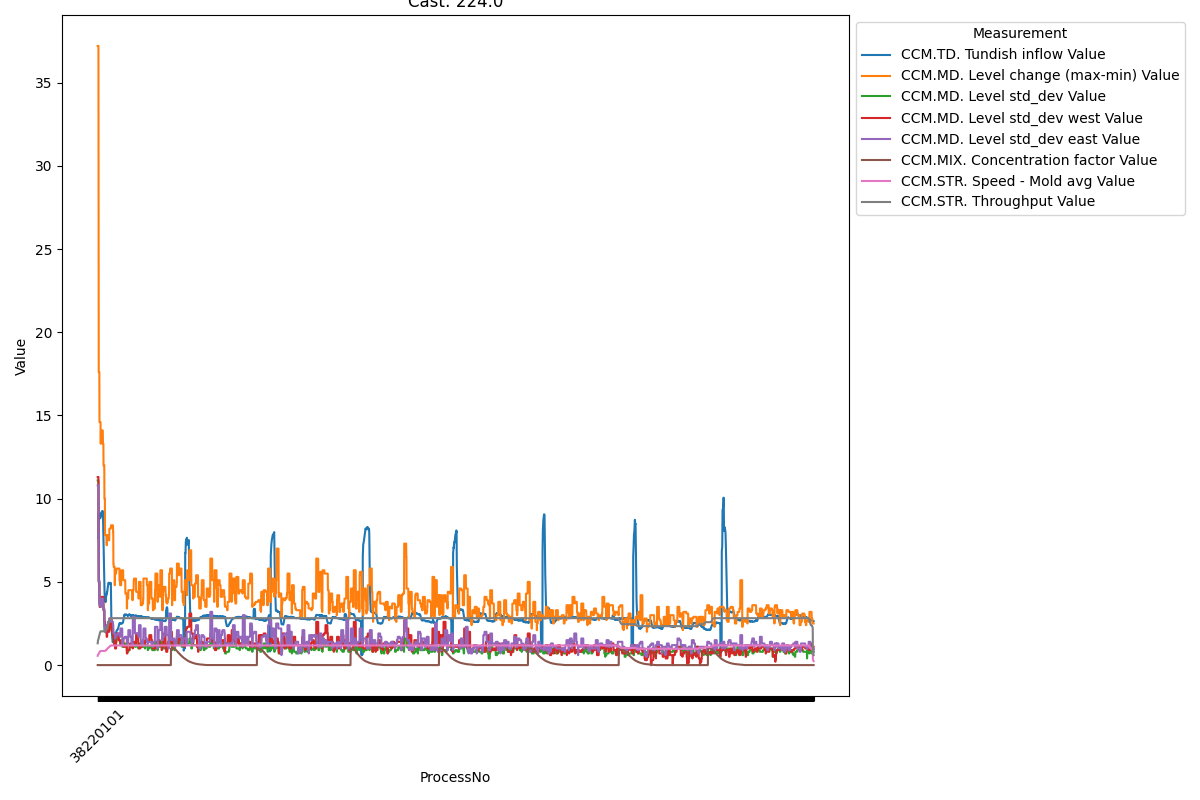 Cast: 224.0
Measurement
CCM.TD. Tundish inflow Value
CCM.MD. Level change (max-min) Value
CCM.MD. Level std_dev Value
CCM.MD. Level std_dev west Value
CCM.MD. Level std_dev east Value
CCM.MIX. Concentration factor Value
CCM.STR. Speed - Mold avg Value
CCM.STR. Throughput Value
35
30
25
20
15
10
5
0
Value
38220101
ProcessNo